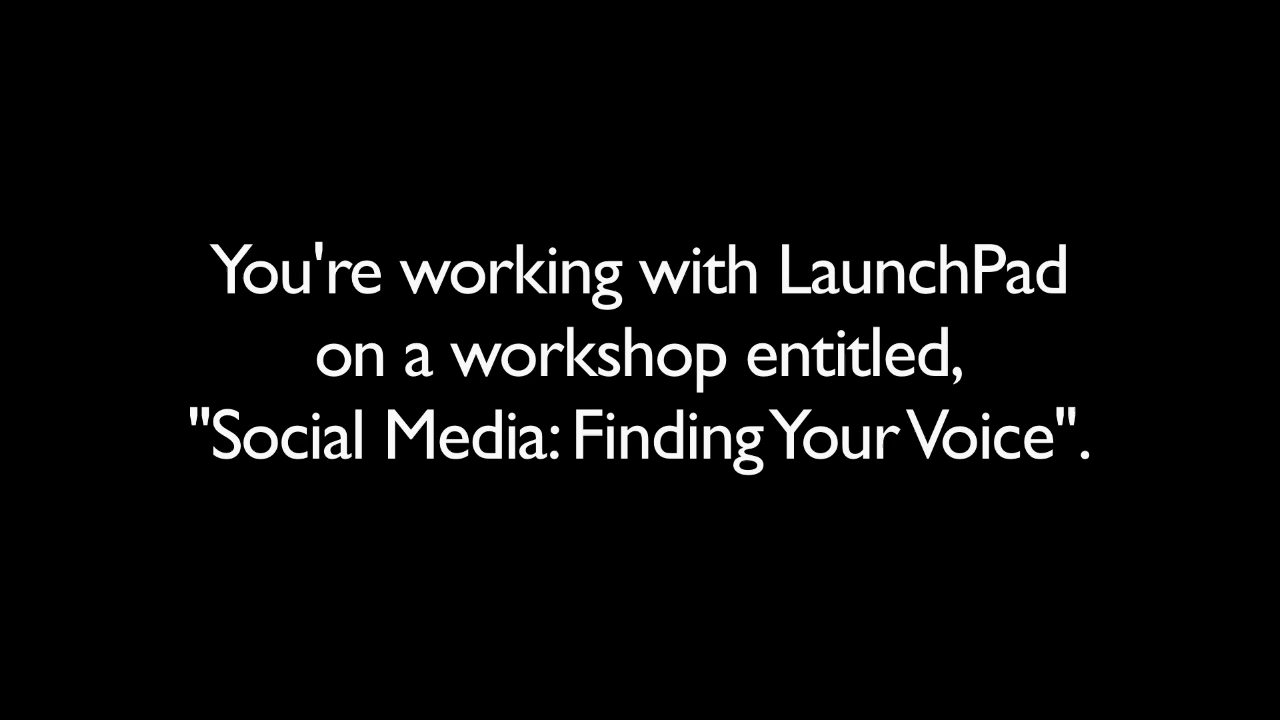 You're working with LaunchPad
on a workshop entitled,
"Social Media: Finding Your Voice".